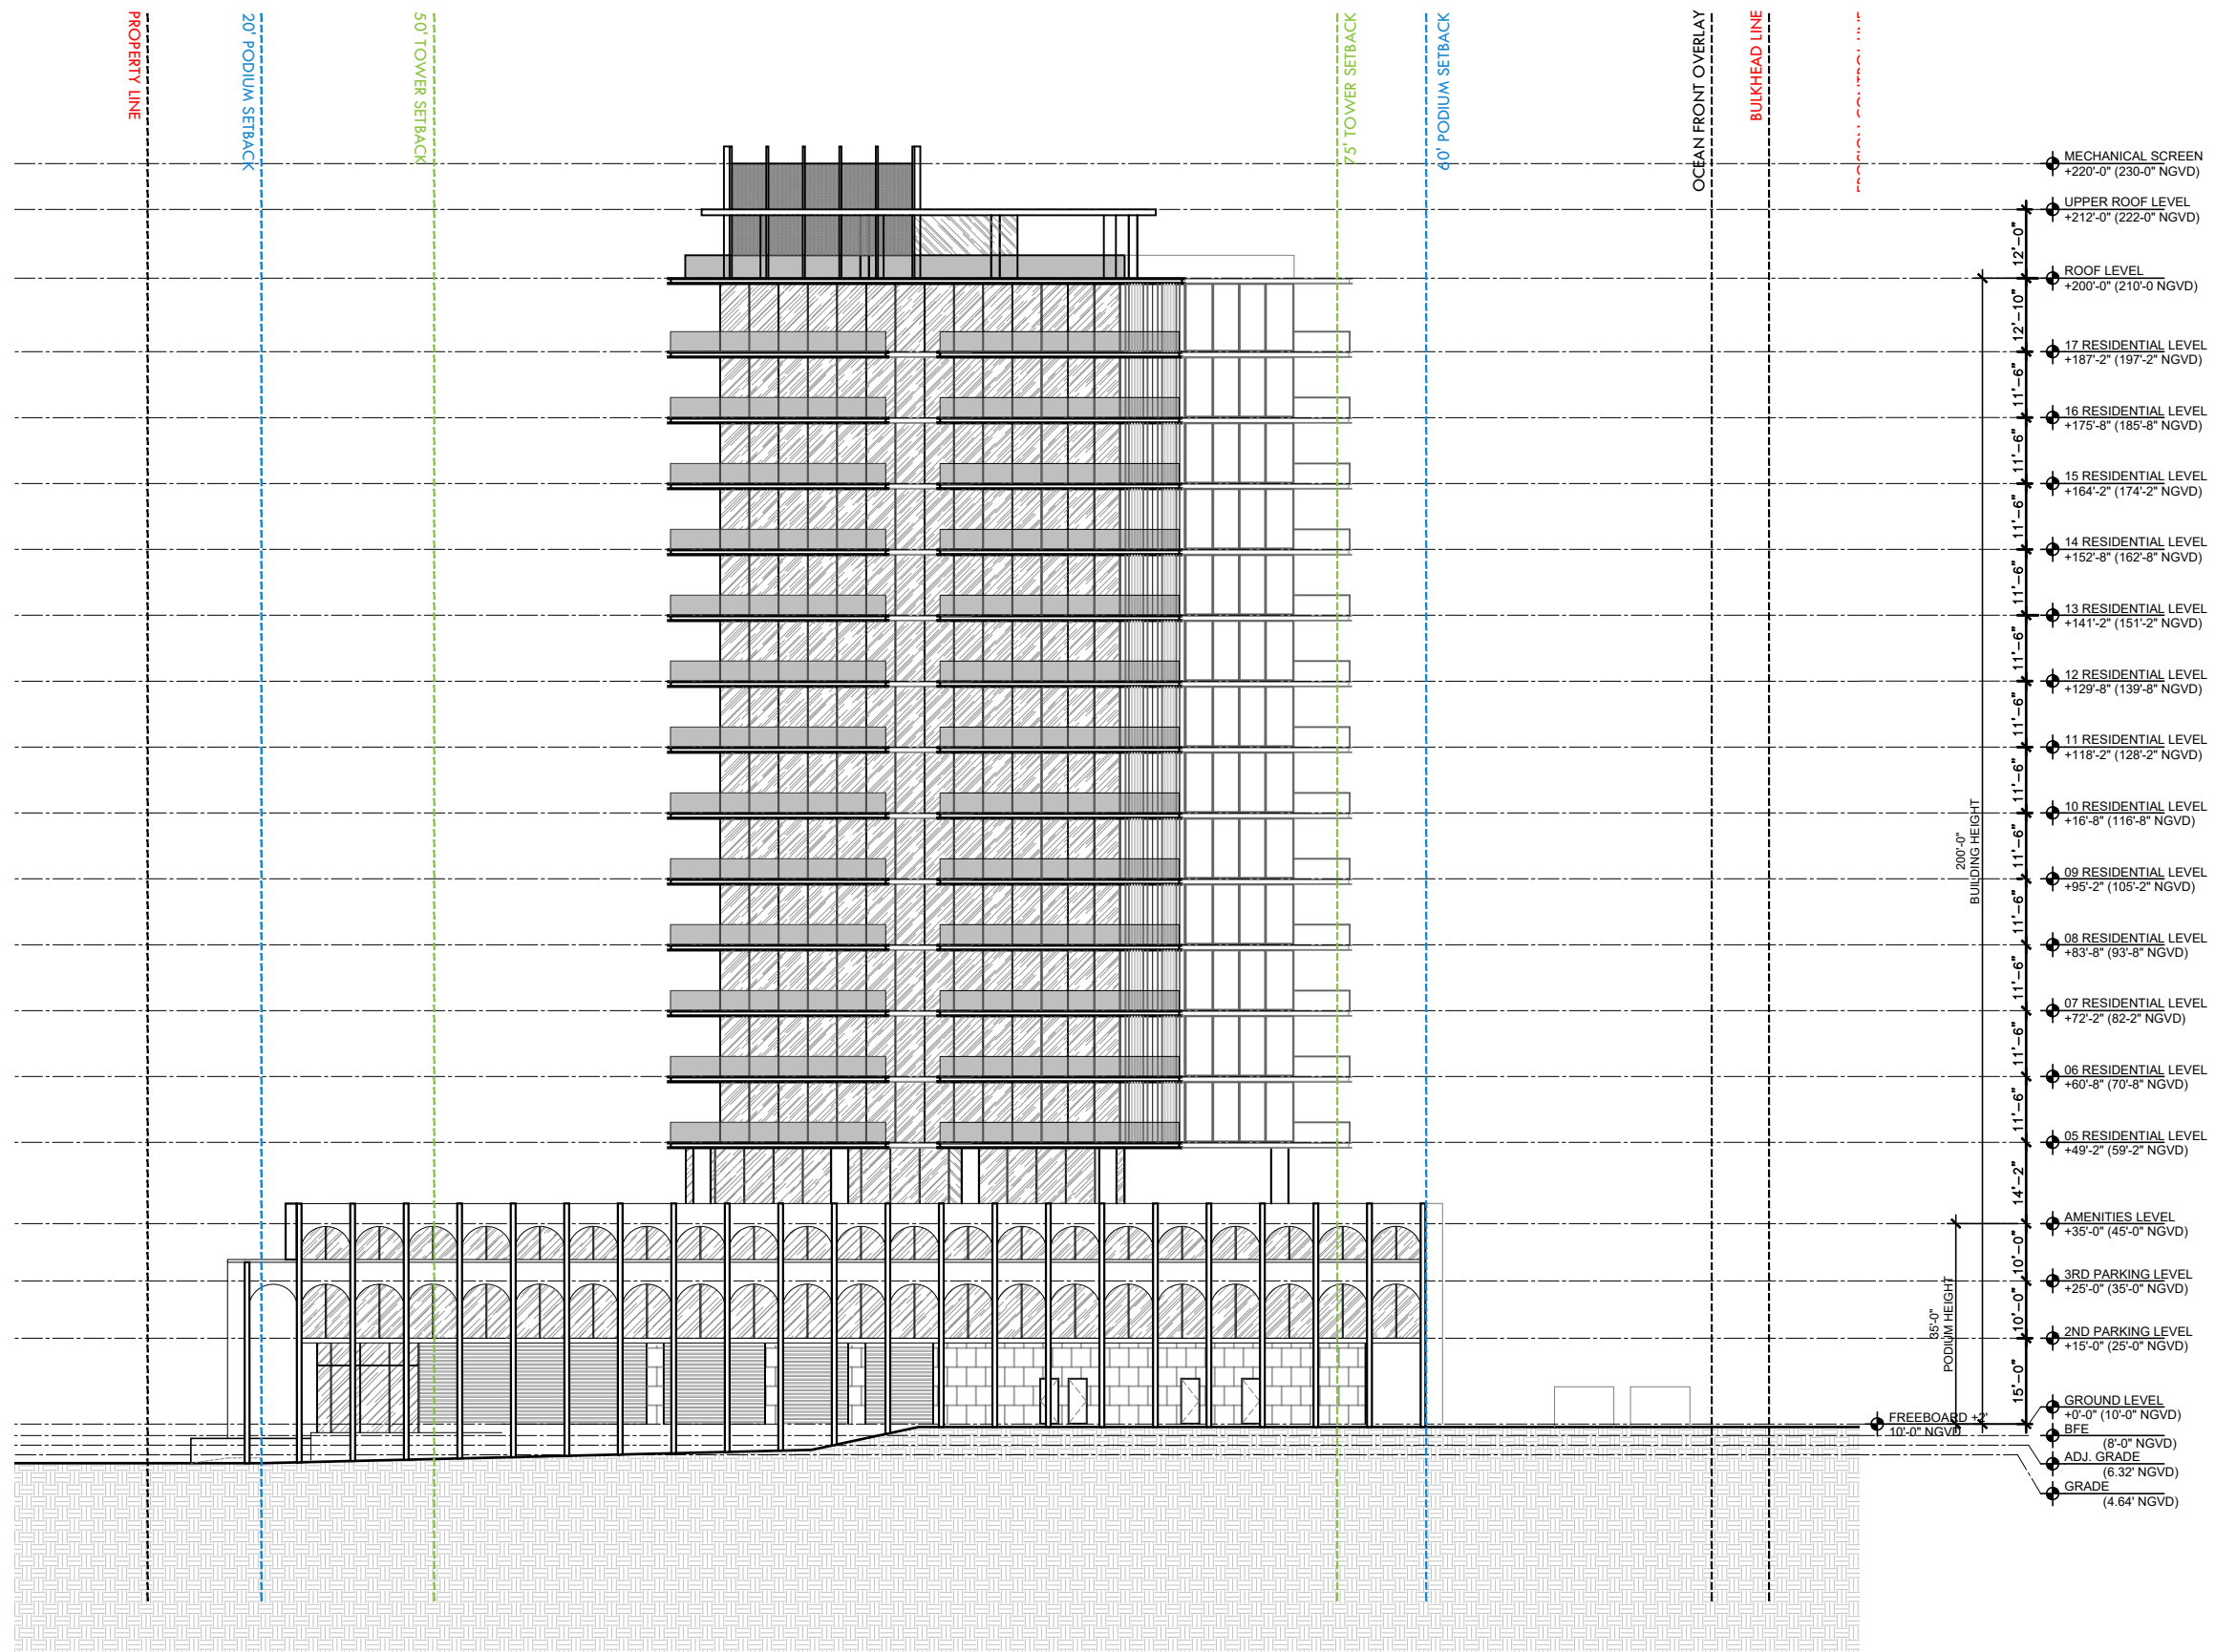 PROPERTY LINE
20' PODIUM SETBACK
50' TOWER SETBACK
75' TOWER SETBACK
60' PODIUM SETBACK
OCEAN FRONT OVERLAY
BULKHEAD LINE
MECHANICAL SCREEN
+220'-0" (230-0" NGVD)
UPPER ROOF LEVEL
+212'-0" (222-0" NGVD)
12'-0"
ROOF LEVEL
+200'-0" (210'-0 NGVD)
12'-10"
17 RESIDENTIAL LEVEL
+187'-2" (197'-2" NGVD)
11'-6"
16 RESIDENTIAL LEVEL
+175'-8" (185'-8" NGVD)
11'-6"
15 RESIDENTIAL LEVEL
+164'-2" (174'-2" NGVD)
11'-6"
14 RESIDENTIAL LEVEL
+152'-8" (162'-8" NGVD)
11'-6"
13 RESIDENTIAL LEVEL
+141'-2" (151'-2" NGVD)
11'-6"
12 RESIDENTIAL LEVEL
+129'-8" (139'-8" NGVD)
11'-6"
11 RESIDENTIAL LEVEL
+118'-2" (128'-2" NGVD)
11'-6"
10 RESIDENTIAL LEVEL
+16'-8" (116'-8" NGVD)
11'-6"
200'-0"
BUILDING HEIGHT
09 RESIDENTIAL LEVEL
+95'-2" (105'-2" NGVD)
11'-6"
08 RESIDENTIAL LEVEL
+83'-8" (93'-8" NGVD)
11'-6"
07 RESIDENTIAL LEVEL
+72'-2" (82-2" NGVD)
11'-6"
06 RESIDENTIAL LEVEL
+60'-8" (70'-8" NGVD)
11'-6"
05 RESIDENTIAL LEVEL
+49'-2" (59'-2" NGVD)
14'-2"
AMENITIES LEVEL
+35'-0" (45'-0" NGVD)
10'-0"
3RD PARKING LEVEL
+25'-0" (35'-0" NGVD)
10'-0"
35'-0"
PODIUM HEIGHT
2ND PARKING LEVEL
+15'-0" (25'-0" NGVD)
15'-0"
GROUND LEVEL
+0'-0" (10'-0" NGVD)
FREEBOARD +2'
10'-0" NGVD
BFE
(8'-0" NGVD)
ADJ. GRADE
(6.32' NGVD)
GRADE
(4.64' NGVD)